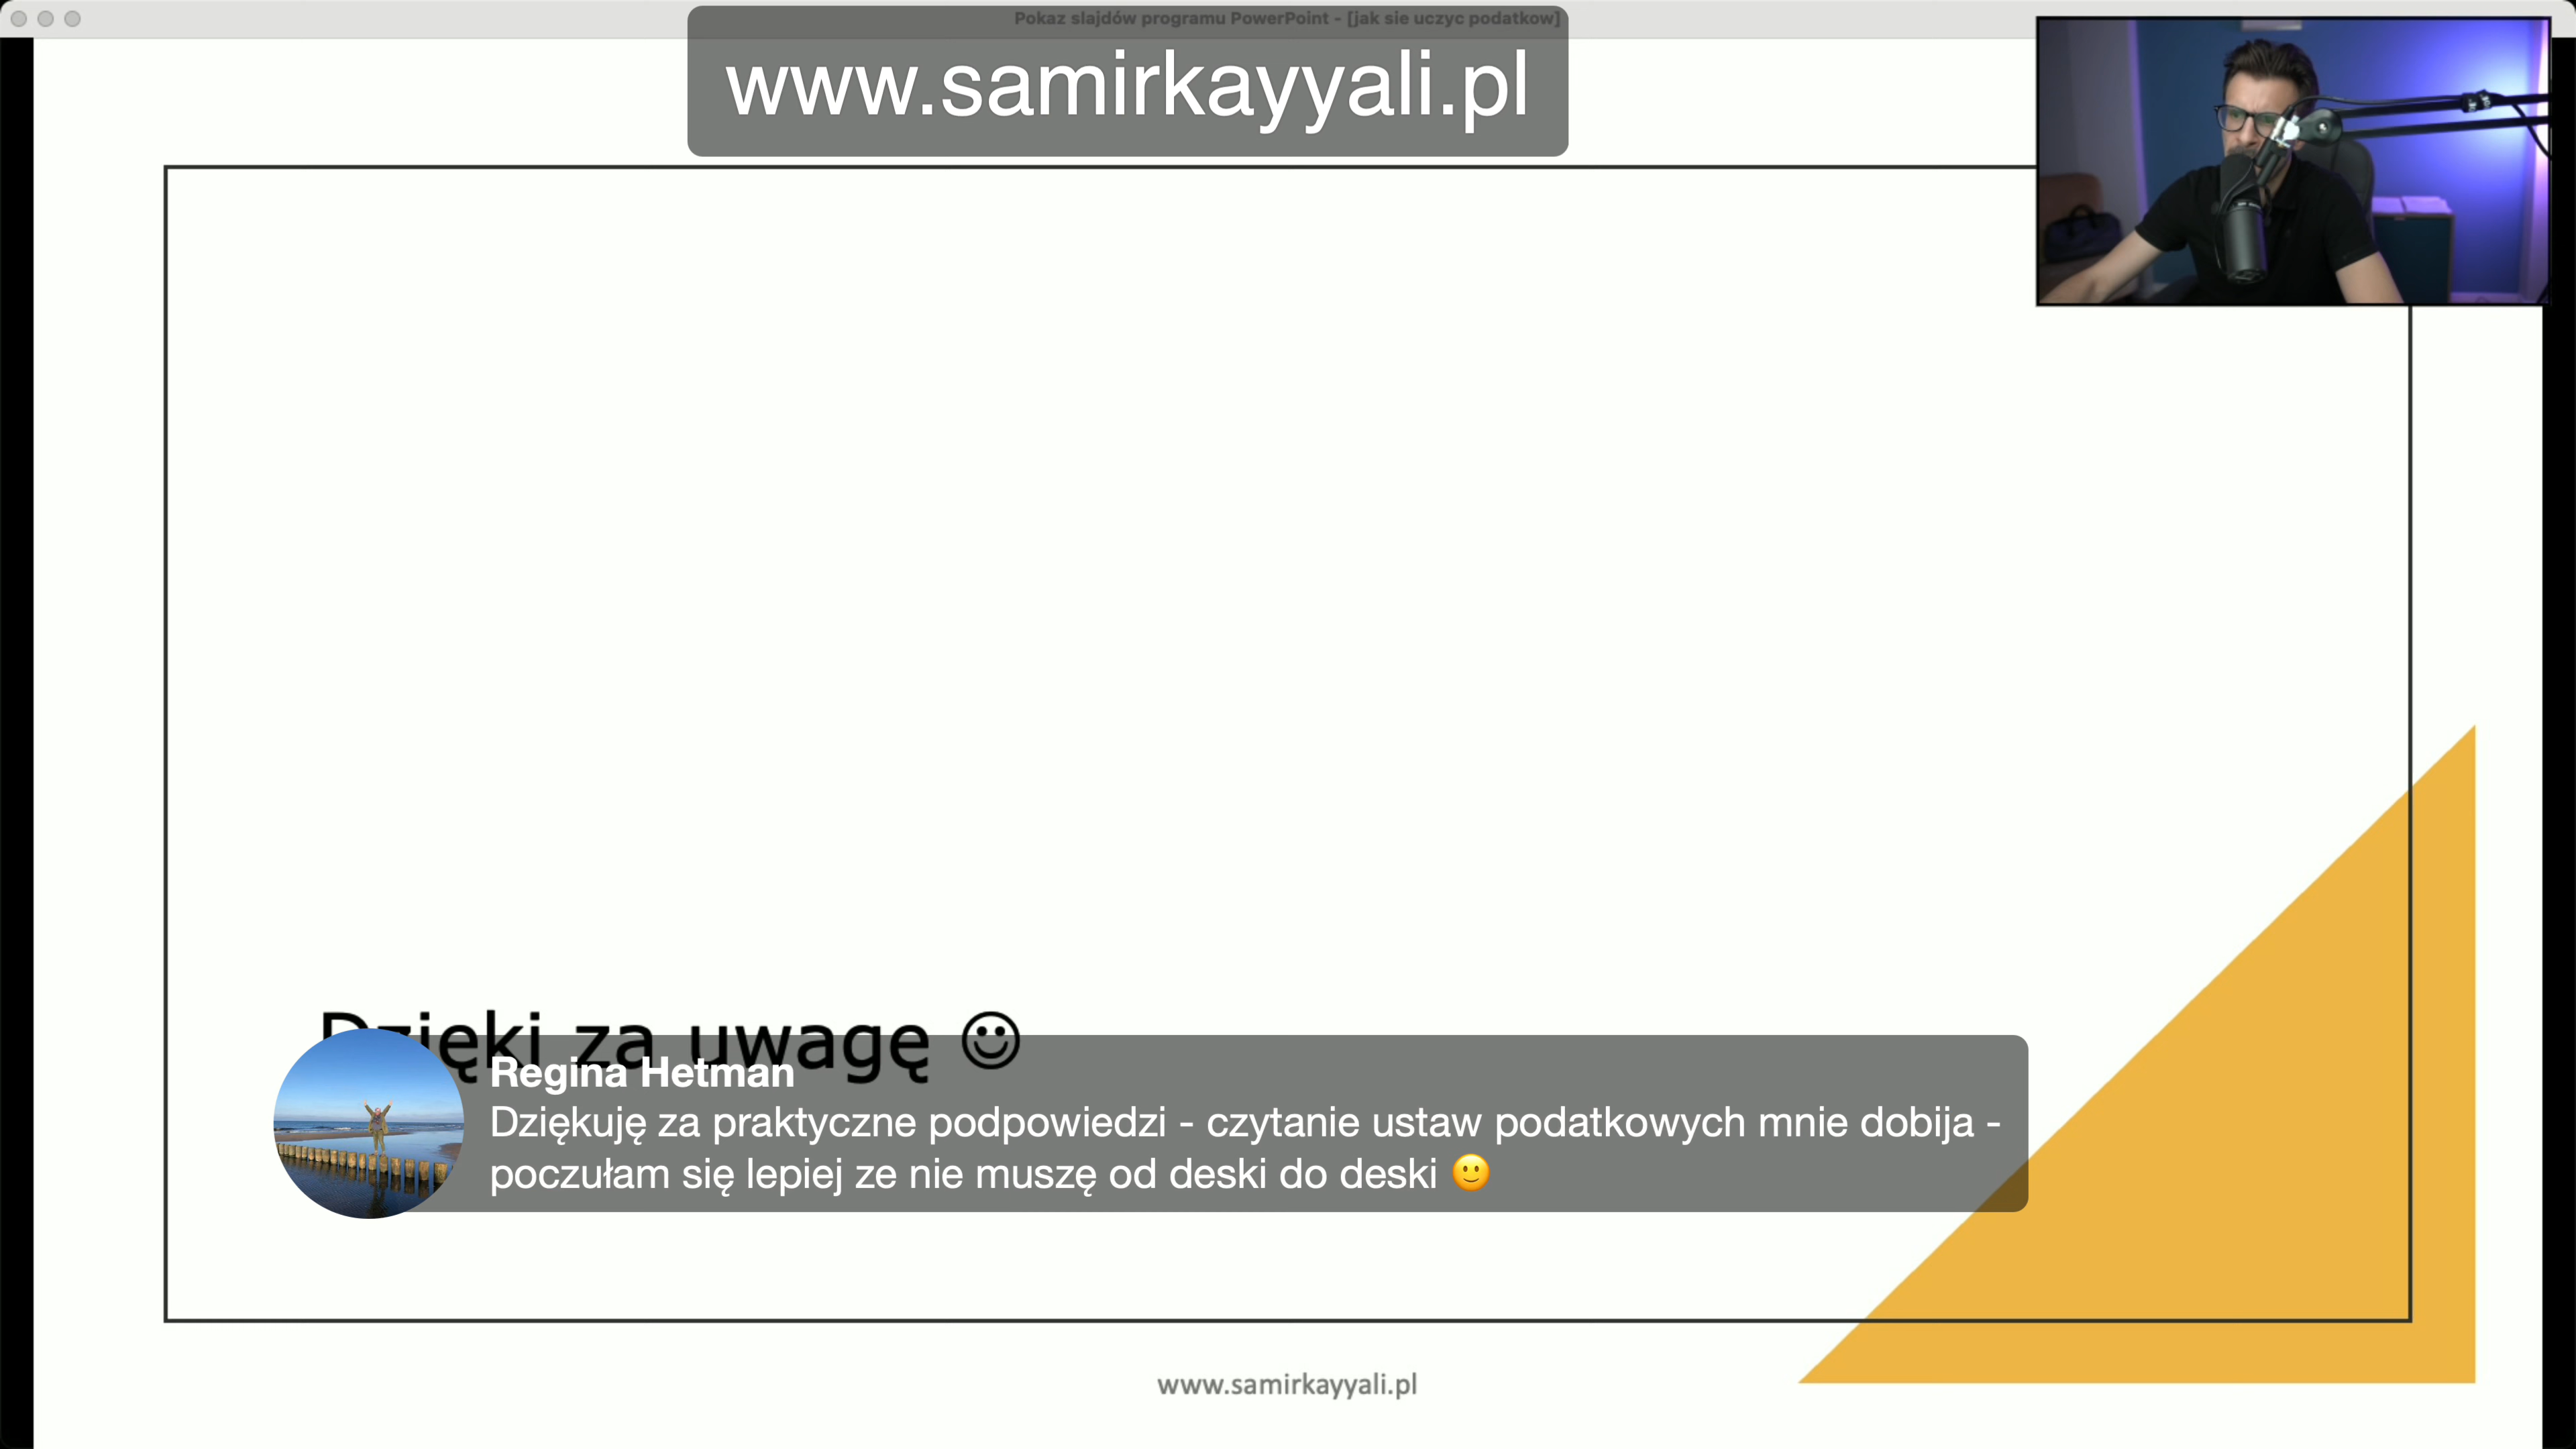 Pokaz slajdów programu PowerPoint - [jak sie uczyc podatkow]
www.samirkayyali.pl
Dzięki za uwagę ☺
Regina Hetman
Dziękuję za praktyczne podpowiedzi - czytanie ustaw podatkowych mnie dobija -
poczułam się lepiej ze nie muszę od deski do deski 🙂
www.samirkayyali.pl